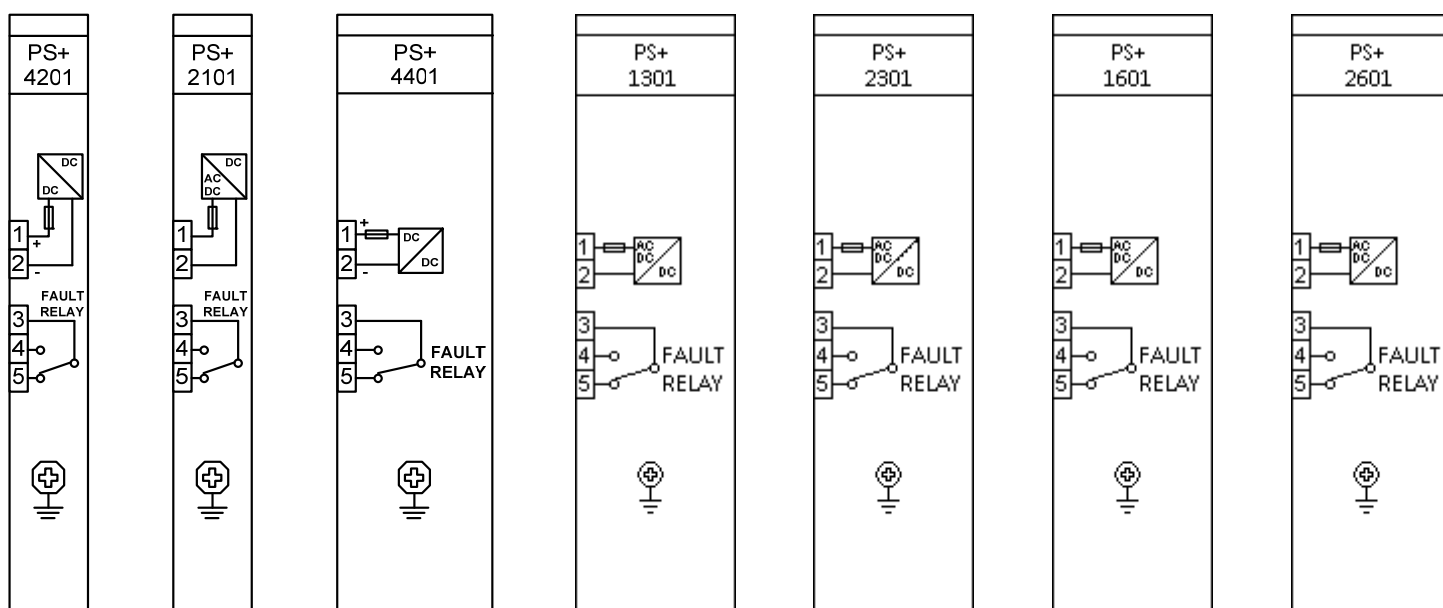 PS+
4201
DC
DC
1
+
2
-
FAULT
RELAY
3
4
5
PS+
2101
DC
AC
DC
1
2
FAULT
RELAY
3
4
5
PS+
4401
+
1
DC
2
DC
-
3
4
FAULT
5
RELAY
PS+
1301
1
AC
DC
2
DC
3
4
FAULT
5
RELAY
PS+
2301
1
AC
DC
2
DC
3
4
FAULT
5
RELAY
PS+
1601
1
AC
DC
2
DC
3
4
FAULT
5
RELAY
PS+
2601
1
AC
DC
2
DC
3
4
FAULT
5
RELAY